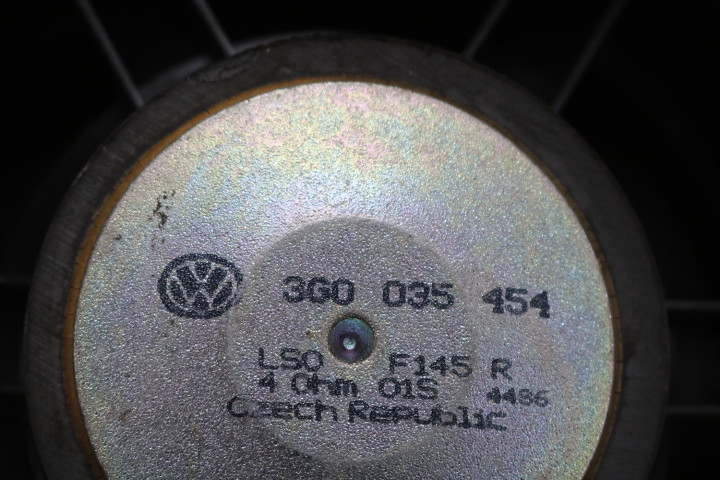 3G0 035 454
LSO F145 R
4 Ohm 01S 4486
Czech Republic